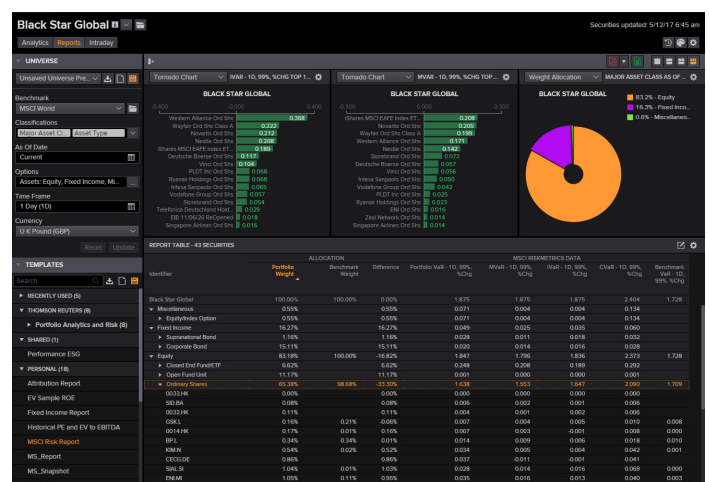 Black Star Global
Securities updated: 5/12/17 6:45 am
Analytics Reports Intraday
UNIVERSE
Unsaved Universe Pre...
Benchmark
MSCI World
Classifications
Major Asset Cl... Asset Type
As Of Date
Current
Options
Assets: Equity, Fixed Income, Mi... ...
Time Frame
1 Day (1D)
Currency
U K Pound (GBP)
Reset Update
TEMPLATES
Search
RECENTLY USED (5)
THOMSON REUTERS (8)
Portfolio Analytics and Risk (8)
SHARED (1)
Performance ESG
PERSONAL (18)
Attribution Report
EV Sample ROE
Fixed Income Report
Historical PE and EV to EBITDA
MSCI Risk Report
MS_Report
MS_Snapshot
Tornado Chart IVAR - 1D, 99%, %CHG TOP 1...
BLACK STAR GLOBAL
-0.400 0.000 0.400
Western Alliance Ord Shs 0.368
Wayfair Ord Shs Class A 0.222
Novartis Ord Shs 0.212
Nestle Ord Shs 0.208
iShares MSCI EAFE Index ET... 0.189
Deutsche Boerse Ord Shs 0.117
Vinci Ord Shs 0.104
PLDT Inc Ord Shs 0.068
Ryanair Holdings Ord Shs 0.068
Intesa Sanpaolo Ord Shs 0.065
Vodafone Group Ord Shs 0.057
Storebrand Ord Shs 0.054
Telefonica Deutschland Hold... 0.029
EIB 11/06/26 ReOpened 0.018
Singapore Airlines Ord Shs 0.016
Tornado Chart MVAR - 1D, 99%, %CHG TOP ...
BLACK STAR GLOBAL
-0.300 0.000 0.300
iShares MSCI EAFE Index ET... 0.208
Novartis Ord Shs 0.205
Wayfair Ord Shs Class A 0.199
Western Alliance Ord Shs 0.171
Nestle Ord Shs 0.142
Storebrand Ord Shs 0.072
Deutsche Boerse Ord Shs 0.057
Vinci Ord Shs 0.056
Intesa Sanpaolo Ord Shs 0.050
Vodafone Group Ord Shs 0.042
PLDT Inc Ord Shs 0.025
Ryanair Holdings Ord Shs 0.023
ENI Ord Shs 0.016
Zeal Network Ord Shs 0.014
Singapore Airlines Ord Shs 0.014
Weight Allocation MAJOR ASSET CLASS AS OF ...
BLACK STAR GLOBAL
83.2% - Equity
16.3% - Fixed Inco...
0.6% - Miscellaneo...
REPORT TABLE - 43 SECURITIES
ALLOCATION MSCI RISKMETRICS DATA
Identifier Portfolio Weight Benchmark Weight Difference Portfolio VaR - 1D, 99%, %Chg MVaR - 1D, 99%, %Chg IVaR - 1D, 99%, %Chg CVaR - 1D, 99%, %Chg Benchmark VaR - 1D, 99%, %Chg
Black Star Global 100.00% 100.00% 0.00% 1.875 1.875 1.875 2.404 1.728
Miscellaneous 0.55% 0.55% 0.071 0.004 0.004 0.134
Equity/Index Option 0.55% 0.55% 0.071 0.004 0.004 0.134
Fixed Income 16.27% 16.27% 0.049 0.025 0.035 0.060
Supranational Bond 1.16% 1.16% 0.028 0.011 0.018 0.032
Corporate Bond 15.11% 15.11% 0.020 0.014 0.016 0.028
Equity 83.18% 100.00% -16.82% 1.847 1.796 1.836 2.373 1.728
Closed End Fund/ETF 6.62% 6.62% 0.248 0.208 0.189 0.292
Open Fund Unit 11.17% 11.17% 0.001 0.000 0.000 0.001
Ordinary Shares 65.38% 98.68% -33.30% 1.638 1.553 1.647 2.090 1.709
0033.HK 0.00% 0.00% 0.000 0.000 0.000 0.000
SID.BA 0.08% 0.08% 0.006 0.002 0.001 0.006
0032.HK 0.11% 0.11% 0.004 0.001 0.002 0.006
GSK.L 0.16% 0.21% -0.06% 0.007 0.004 0.005 0.010 0.008
0014.HK 0.17% 0.01% 0.16% 0.007 0.003 -0.001 0.008 0.000
BP.L 0.34% 0.34% 0.01% 0.014 0.009 0.006 0.018 0.010
KIM.N 0.54% 0.02% 0.52% 0.034 0.005 0.004 0.042 0.001
CECG.DE 0.86% 0.86% 0.037 -0.011 -0.001 0.041
SIAL.SI 1.04% 0.01% 1.03% 0.028 0.014 0.016 0.069 0.000
ENI.MI 1.05% 0.11% 0.95% 0.035 0.016 0.013 0.040 0.003